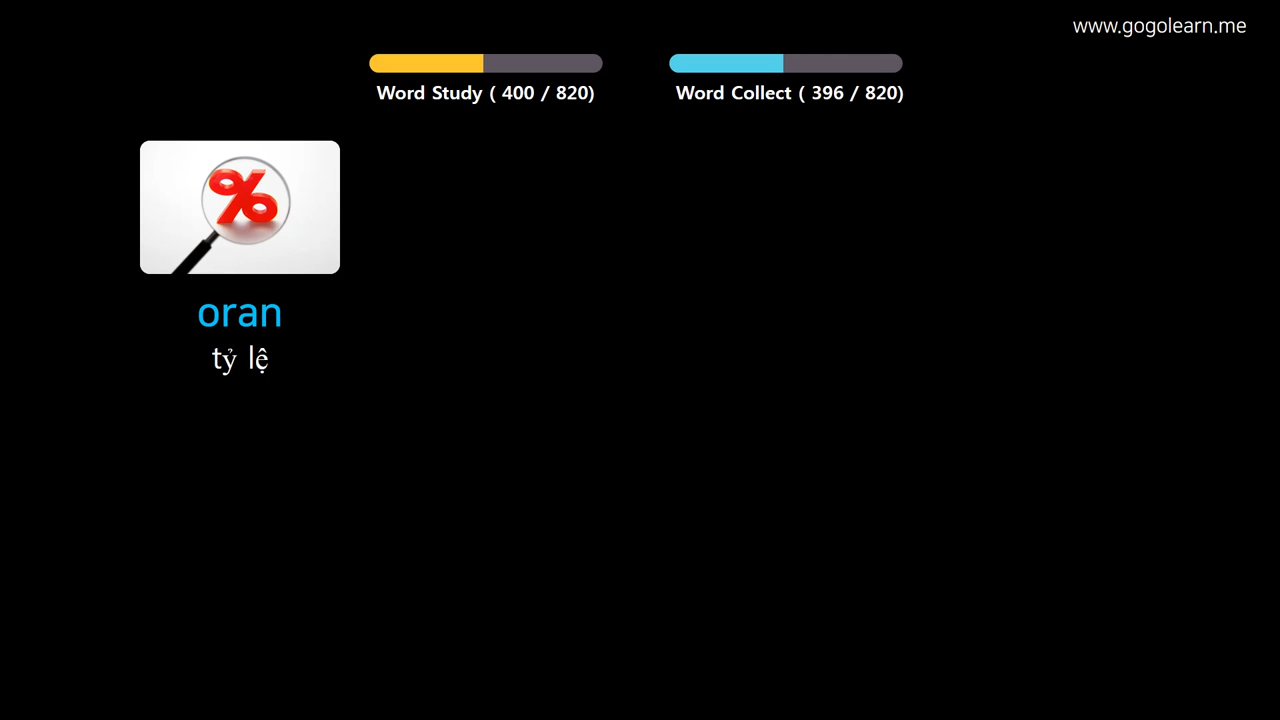 www.gogolearn.me
Word Study ( 400 / 820)
Word Collect ( 396 / 820)
%
oran
tỷ lệ